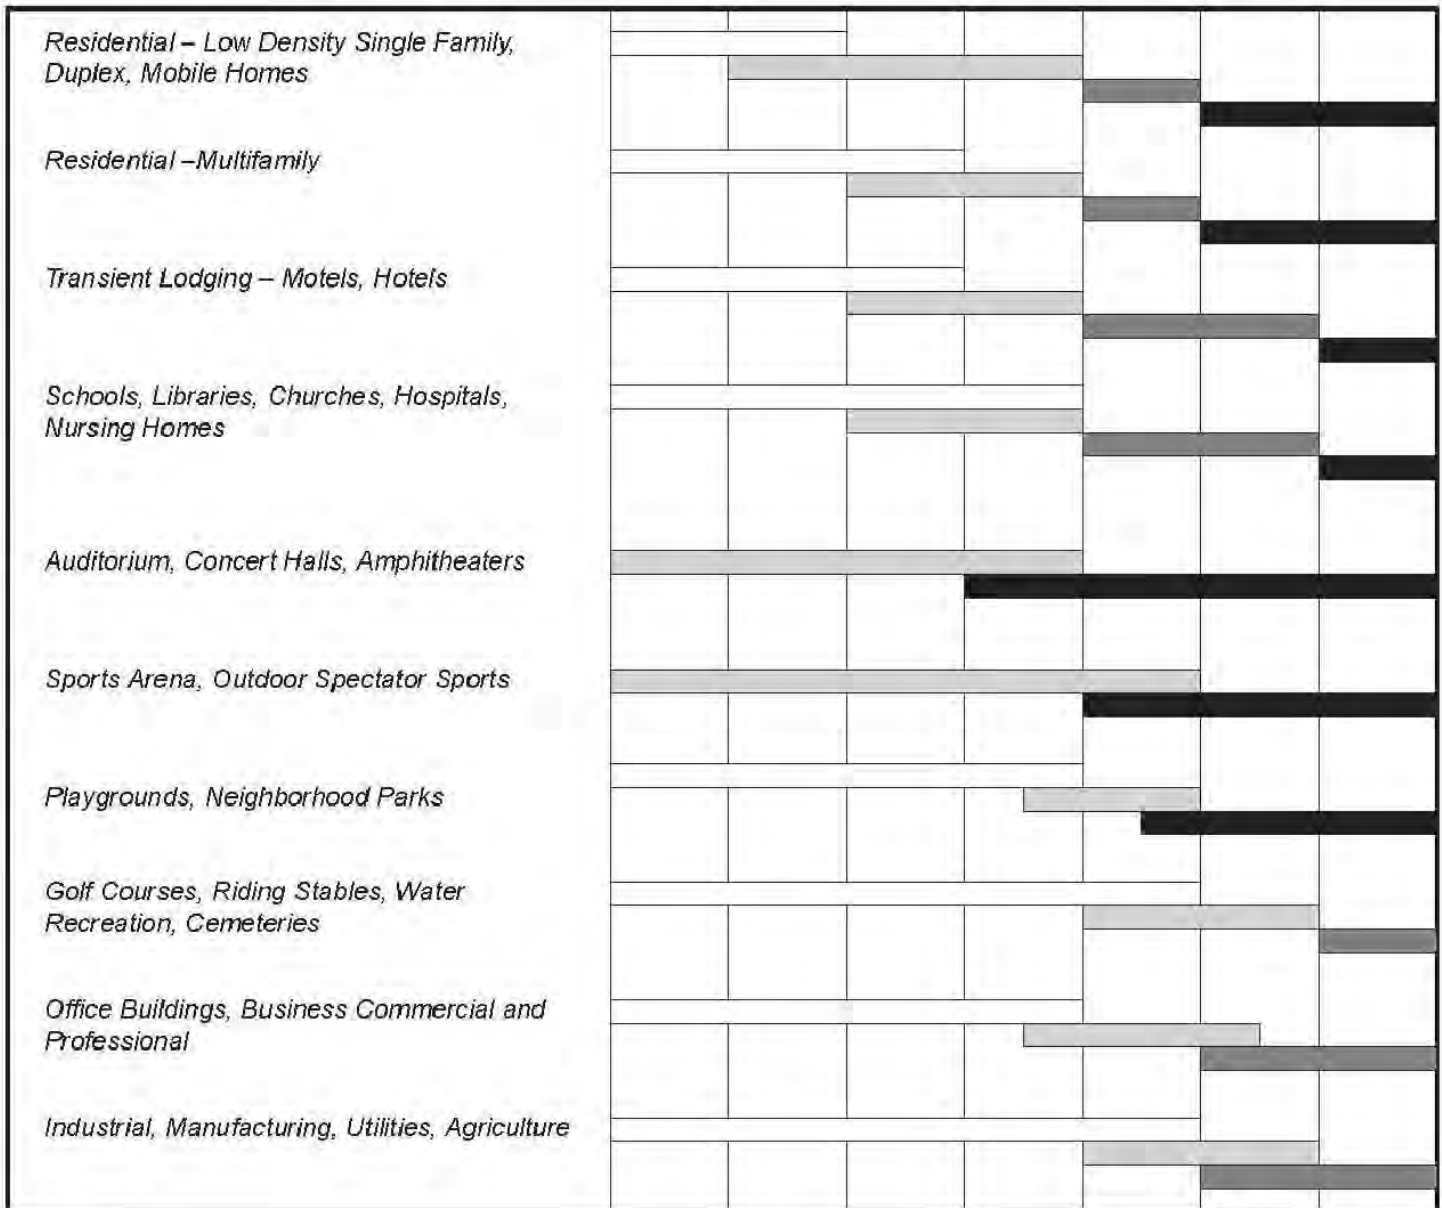 Residential – Low Density Single Family,
Duplex, Mobile Homes
Residential –Multifamily
Transient Lodging – Motels, Hotels
Schools, Libraries, Churches, Hospitals,
Nursing Homes
Auditorium, Concert Halls, Amphitheaters
Sports Arena, Outdoor Spectator Sports
Playgrounds, Neighborhood Parks
Golf Courses, Riding Stables, Water
Recreation, Cemeteries
Office Buildings, Business Commercial and
Professional
Industrial, Manufacturing, Utilities, Agriculture